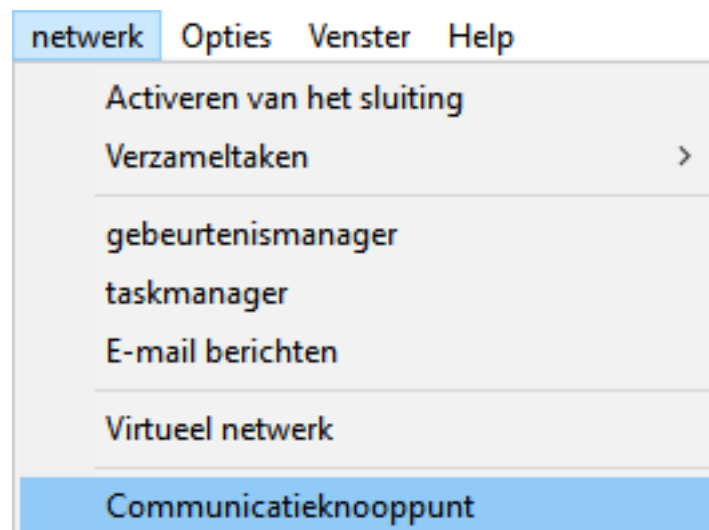 netwerk Opties Venster Help
Activeren van het sluiting
Verzameltaken
gebeurtenismanager
taskmanager
E-mail berichten
Virtueel netwerk
Communicatieknooppunt